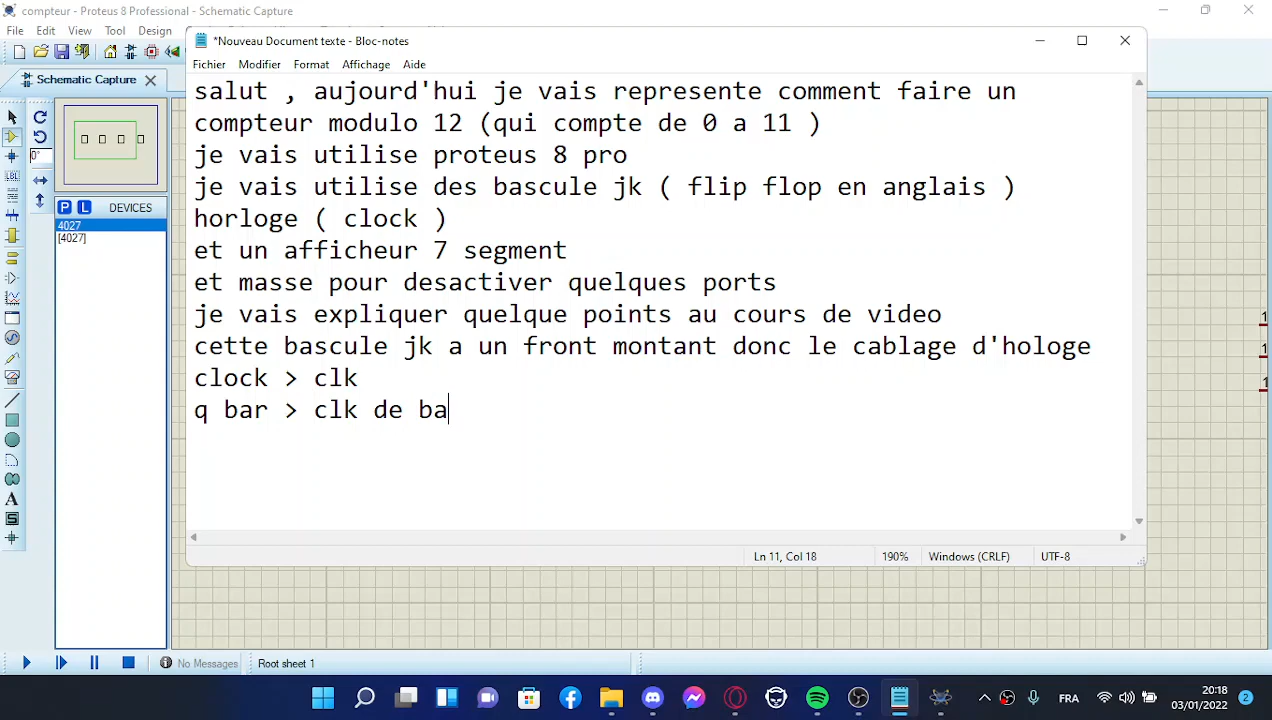 compteur - Proteus 8 Professional - Schematic Capture
File Edit View Tool Design
*Nouveau Document texte - Bloc-notes
Fichier Modifier Format Affichage Aide
Schematic Capture
salut , aujourd'hui je vais represente comment faire un
compteur modulo 12 (qui compte de 0 a 11 )
je vais utilise proteus 8 pro
je vais utilise des bascule jk ( flip flop en anglais )
horloge ( clock )
et un afficheur 7 segment
et masse pour desactiver quelques ports
je vais expliquer quelque points au cours de video
cette bascule jk a un front montant donc le cablage d'hologe
clock > clk
q bar > clk de ba
0°
P L DEVICES
4027
[4027]
LBL
A
S
1
1
1
Ln 11, Col 18 190% Windows (CRLF) UTF-8
No Messages Root sheet 1
FRA
20:18
03/01/2022
2